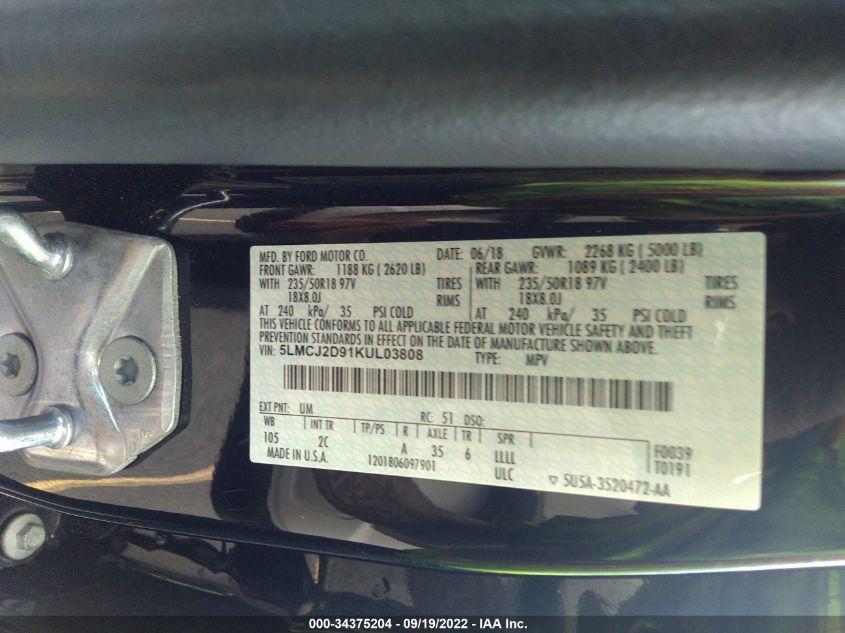 MFD. BY FORD MOTOR CO. DATE: 06/18 GVWR: 2268 KG ( 5000 LB)
FRONT GAWR: 1188 KG ( 2620 LB) REAR GAWR: 1089 KG ( 2400 LB)
WITH 235/50R18 97V TIRES WITH 235/50R18 97V TIRES
18X8.0J RIMS 18X8.0J RIMS
AT 240 kPa/ 35 PSI COLD AT 240 kPa/ 35 PSI COLD
THIS VEHICLE CONFORMS TO ALL APPLICABLE FEDERAL MOTOR VEHICLE SAFETY AND THEFT
PREVENTION STANDARDS IN EFFECT ON THE DATE OF MANUFACTURE SHOWN ABOVE.
VIN: 5LMCJ2D91KUL03808 TYPE: MPV
EXT PNT: UM RC: 51 DSO:
WB INT TR TP/PS R AXLE TR SPR
105 2C A 35 6 LLLL F0039
MADE IN U.S.A. 1201806097901 ULC T0191
▽ 5U5A-3520472-AA
000-34375204 - 09/19/2022 - IAA Inc.